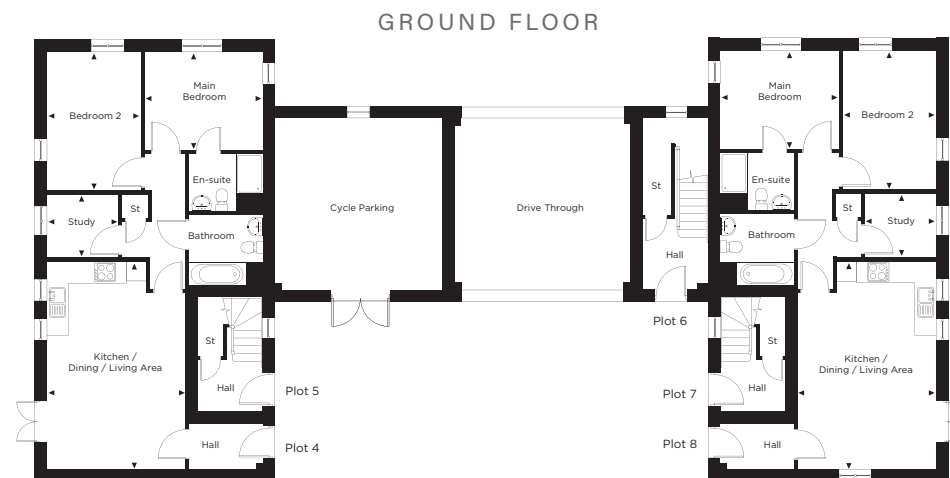 GROUND FLOOR
Bedroom 2
Main
Bedroom
En-suite
St
Study
Bathroom
Kitchen /
Dining / Living Area
St
Hall
Hall
Plot 5
Plot 4
Cycle Parking
Drive Through
St
Hall
Plot 6
Main
Bedroom
Bedroom 2
En-suite
St
Study
Bathroom
St
Hall
Kitchen /
Dining / Living Area
Hall
Plot 7
Plot 8